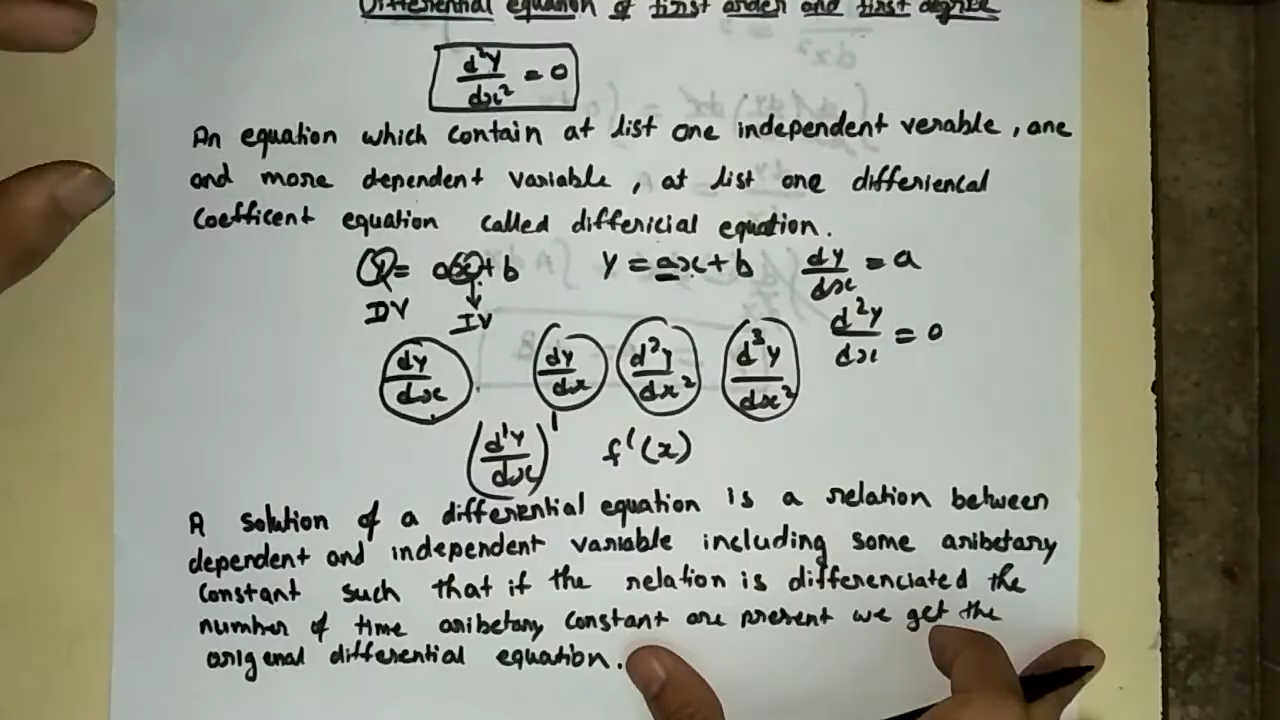 Differential equation of first order and first degree
d²y/dx² = 0
An equation which contain at list one independent verable, one
and more dependent variable, at list one differiencal
coefficent equation called differicial equation.
y = ax + b y = ax + b dy/dx = a
DV IV d²y/dx = 0
dy/dx dy/dx d²y/dx² d³y/dx²
(d'y/dx)' f'(x)
A solution of a differential equation is a relation between
dependent and independent variable including some aribetary
constant such that if the relation is differenciated the
number of time aribetary constant are present we get the
origenal differential equation.